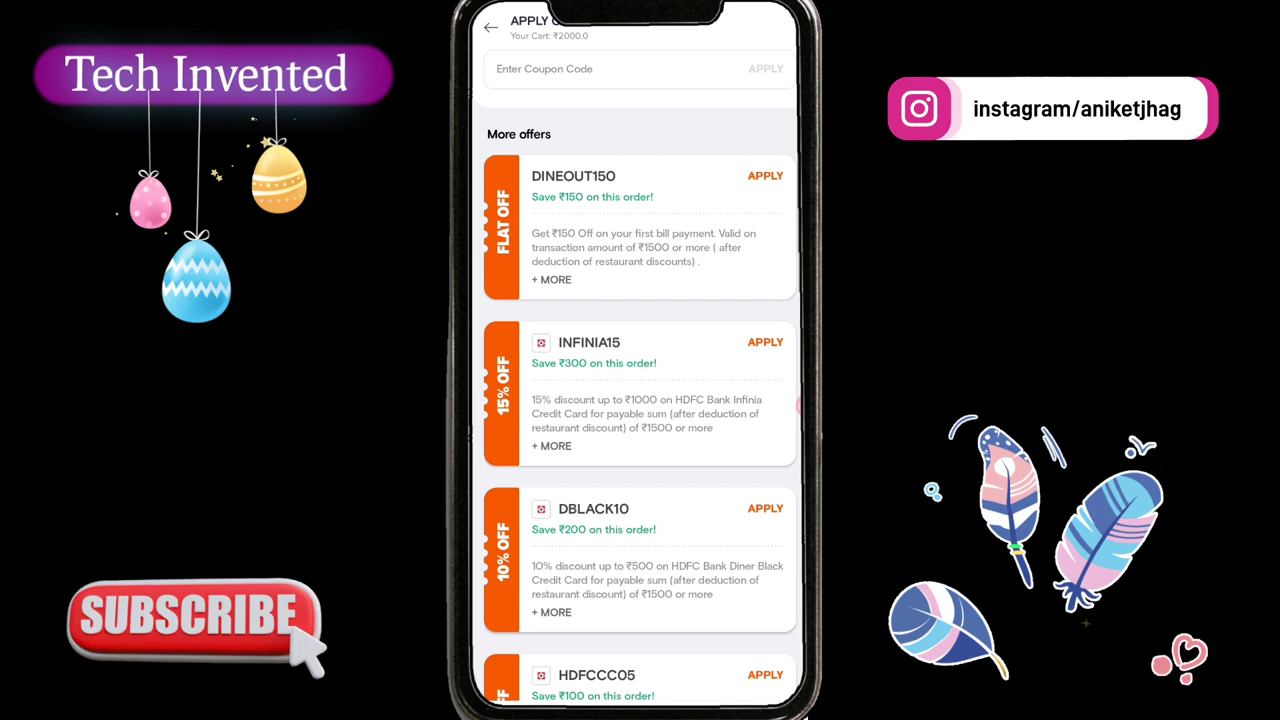 Tech Invented
instagram/aniketjhag
SUBSCRIBE
APPLY
Your Cart: ₹2000.0
Enter Coupon Code
APPLY
More offers
FLAT OFF
DINEOUT150
APPLY
Save ₹150 on this order!
Get ₹150 Off on your first bill payment. Valid on
transaction amount of ₹1500 or more ( after
deduction of restaurant discounts) .
+ MORE
15% OFF
INFINIA15
APPLY
Save ₹300 on this order!
15% discount up to ₹1000 on HDFC Bank Infinia
Credit Card for payable sum (after deduction of
restaurant discount) of ₹1500 or more
+ MORE
10% OFF
DBLACK10
APPLY
Save ₹200 on this order!
10% discount up to ₹500 on HDFC Bank Diner Black
Credit Card for payable sum (after deduction of
restaurant discount) of ₹1500 or more
+ MORE
HDFCCC05
APPLY
Save ₹100 on this order!